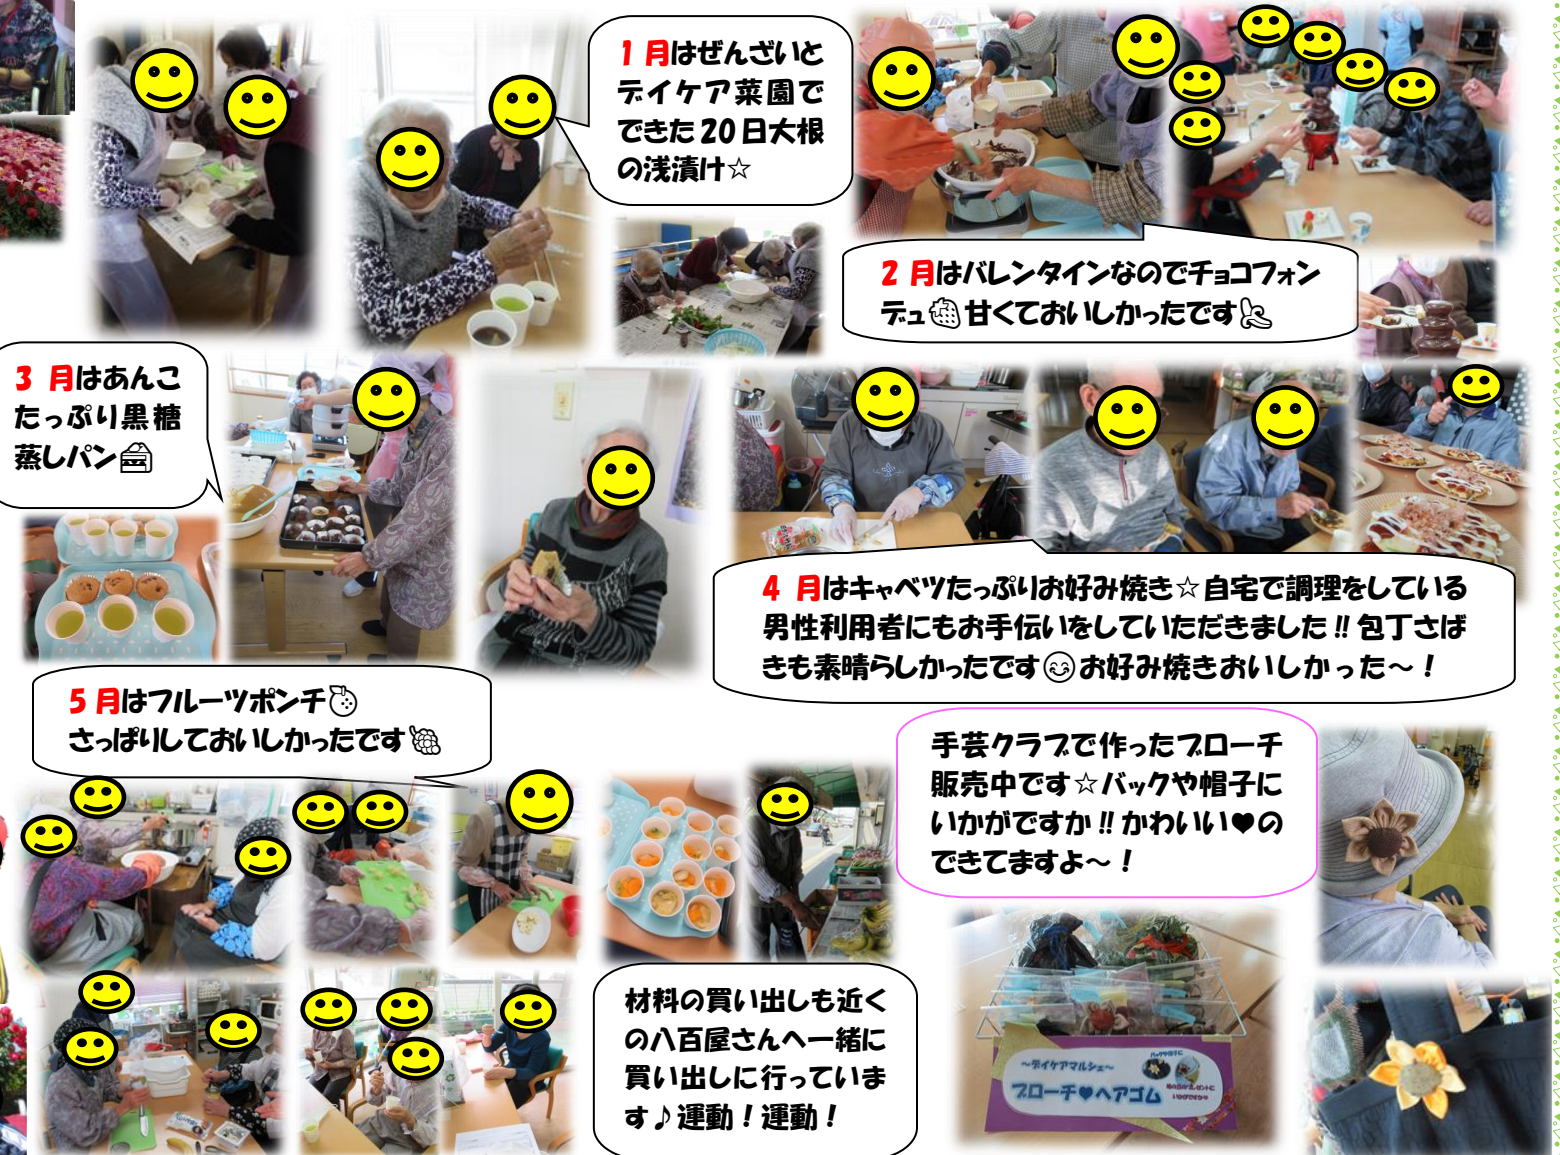 1 月はぜんざいと
デイケア菜園で
できた 20 日大根
の浅漬け☆
2 月はバレンタインなのでチョコフォン
デュ🍓甘くておいしかったです
3 月はあんこ
たっぷり黒糖
蒸しパン
4 月はキャベツたっぷりお好み焼き☆自宅で調理をしている
男性利用者にもお手伝いをしていただきました‼包丁さば
きも素晴らしかったです😊お好み焼きおいしかった～！
5 月はフルーツポンチ🍊
さっぱりしておいしかったです🍇
手芸クラブで作ったブローチ
販売中です☆バックや帽子に
いかがですか‼かわいい♥の
できてますよ～！
材料の買い出しも近く
の八百屋さんへ一緒に
買い出しに行っていま
す♪運動！運動！
～デイケアマルシェ～
バックや帽子に
ブローチ♥ヘアゴム